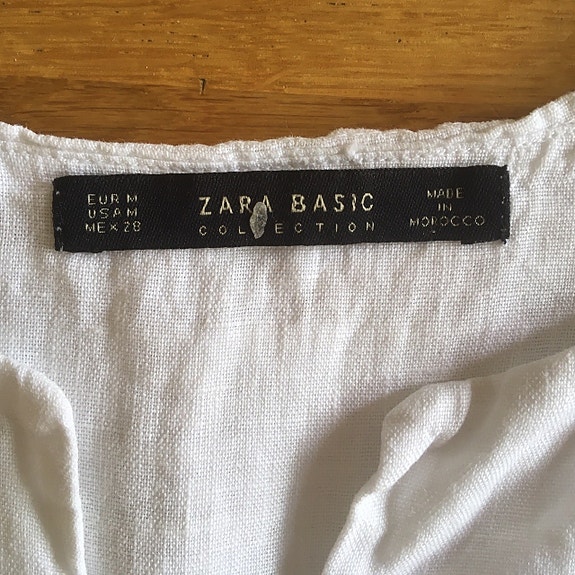 EUR M
USA M
MEX 28
ZARA BASIC
COLLECTION
MADE
IN
MOROCCO